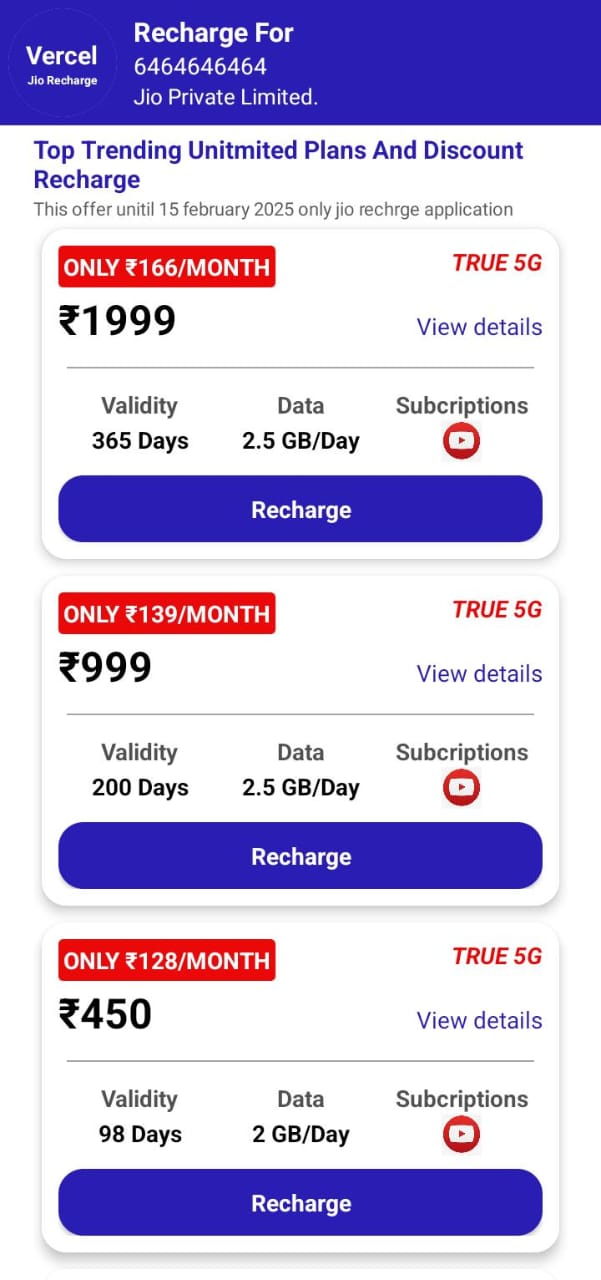 Vercel
Jio Recharge
Recharge For
6464646464
Jio Private Limited.
Top Trending Unitmited Plans And Discount
Recharge
This offer unitil 15 february 2025 only jio rechrge application
ONLY ₹166/MONTH
TRUE 5G
₹1999
View details
Validity Data Subcriptions
365 Days 2.5 GB/Day
Recharge
ONLY ₹139/MONTH
TRUE 5G
₹999
View details
Validity Data Subcriptions
200 Days 2.5 GB/Day
Recharge
ONLY ₹128/MONTH
TRUE 5G
₹450
View details
Validity Data Subcriptions
98 Days 2 GB/Day
Recharge